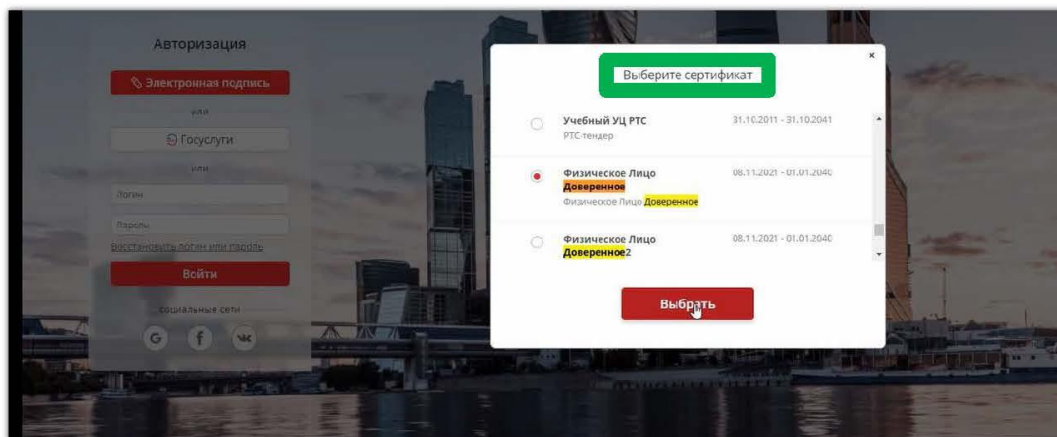 Авторизация
Электронная подпись
или
Госуслуги
или
Логин
Пароль
Восстановить логин или пароль
Войти
социальные сети
G f
Выберите сертификат
×
Учебный УЦ РТС 31.10.2011 - 31.10.2041
РТС-тендер
Физическое Лицо 08.11.2021 - 01.01.2040
Доверенное
Физическое Лицо Доверенное
Физическое Лицо 08.11.2021 - 01.01.2040
Доверенное2
Выбрать